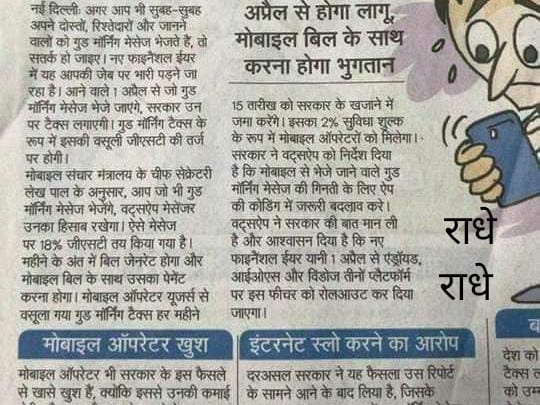 नई दिल्ली: अगर आप भी सुबह-सुबह
अपने दोस्तों, रिश्तेदारों और जानने
वालों को गुड मॉर्निंग मेसेज भेजते हैं, तो
सतर्क हो जाइए। नए फाइनैंशल ईयर
में यह आपकी जेब पर भारी पड़ने जा
रहा है। आने वाले 1 अप्रैल से जो गुड
मॉर्निंग मेसेज भेजे जाएंगे, सरकार उन
पर टैक्स लगाएगी। गुड मॉर्निंग टैक्स के
रूप में इसकी वसूली जीएसटी की तर्ज
पर होगी।
मोबाइल संचार मंत्रालय के चीफ सेक्रेटरी
लेख पाल के अनुसार, आप जो भी गुड
मॉर्निंग मेसेज भेजेंगे, वट्सऐप मेसेंजर
उनका हिसाब रखेगा। ऐसे मेसेज
पर 18% जीएसटी तय किया गया है।
महीने के अंत में बिल जेनरेट होगा और
मोबाइल बिल के साथ उसका पेमेंट
करना होगा। मोबाइल ऑपरेटर यूजर्स से
वसूला गया गुड मॉर्निंग टैक्स हर महीने
अप्रैल से होगा लागू,
मोबाइल बिल के साथ
करना होगा भुगतान
15 तारीख को सरकार के खजाने में
जमा करेंगे। इसका 2% सुविधा शुल्क
के रूप में मोबाइल ऑपरेटरों को मिलेगा।
सरकार ने वट्सऐप को निर्देश दिया
है कि मोबाइल से भेजे जाने वाले गुड
मॉर्निंग मेसेज की गिनती के लिए ऐप
की कोडिंग में जरूरी बदलाव करे।
वट्सऐप ने सरकार की बात मान ली
है और आश्वासन दिया है कि नए
फाइनैंशल ईयर यानी 1 अप्रैल से एंड्रॉयड,
आईओएस और विंडोज तीनों प्लैटफॉर्म
पर इस फीचर को रोलआउट कर दिया
जाएगा।
राधे
राधे
मोबाइल ऑपरेटर खुश
मोबाइल ऑपरेटर भी सरकार के इस फैसले
से खासे खुश हैं, क्योंकि इससे उनकी कमाई
इंटरनेट स्लो करने का आरोप
दरअसल सरकार ने यह फैसला उस रिपोर्ट
के सामने आने के बाद लिया है, जिसके
देश को
टैक्स
को